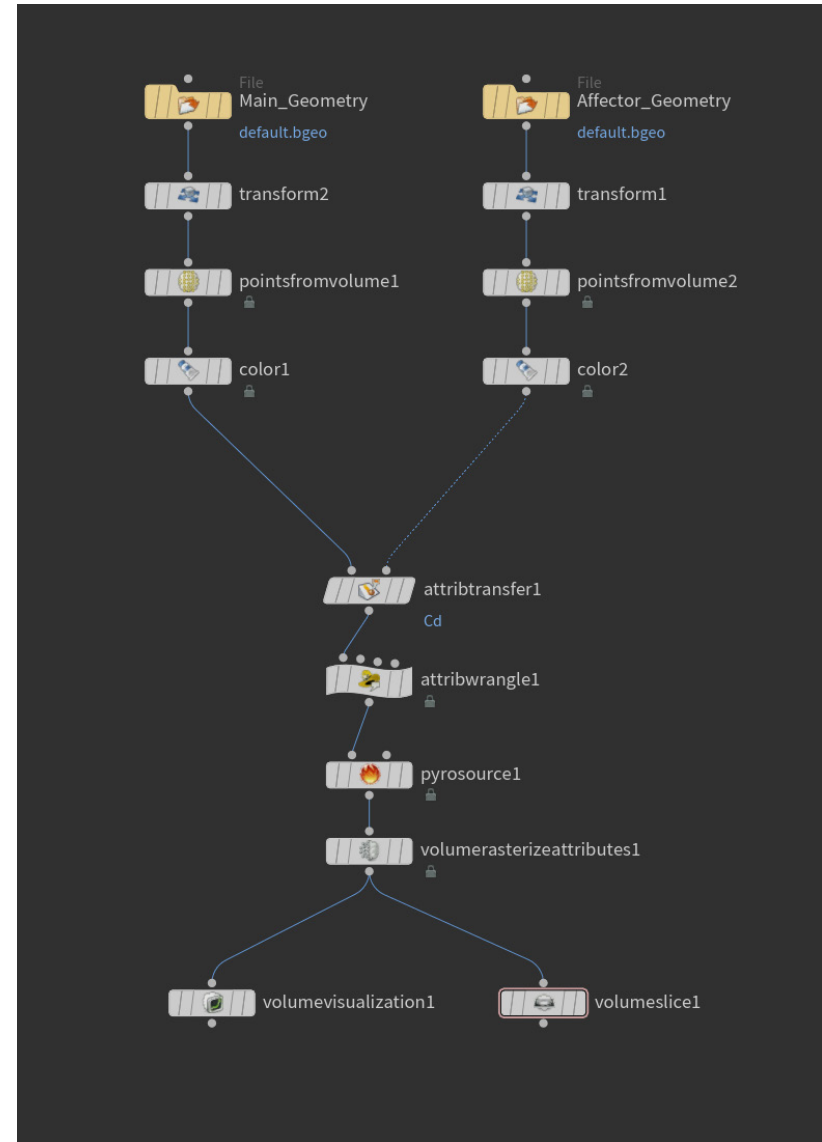 File
Main_Geometry
default.bgeo
File
Affector_Geometry
default.bgeo
transform2
transform1
pointsfromvolume1
pointsfromvolume2
color1
color2
attribtransfer1
Cd
attribwrangle1
pyrosource1
volumerasterizeattributes1
volumevisualization1
volumeslice1